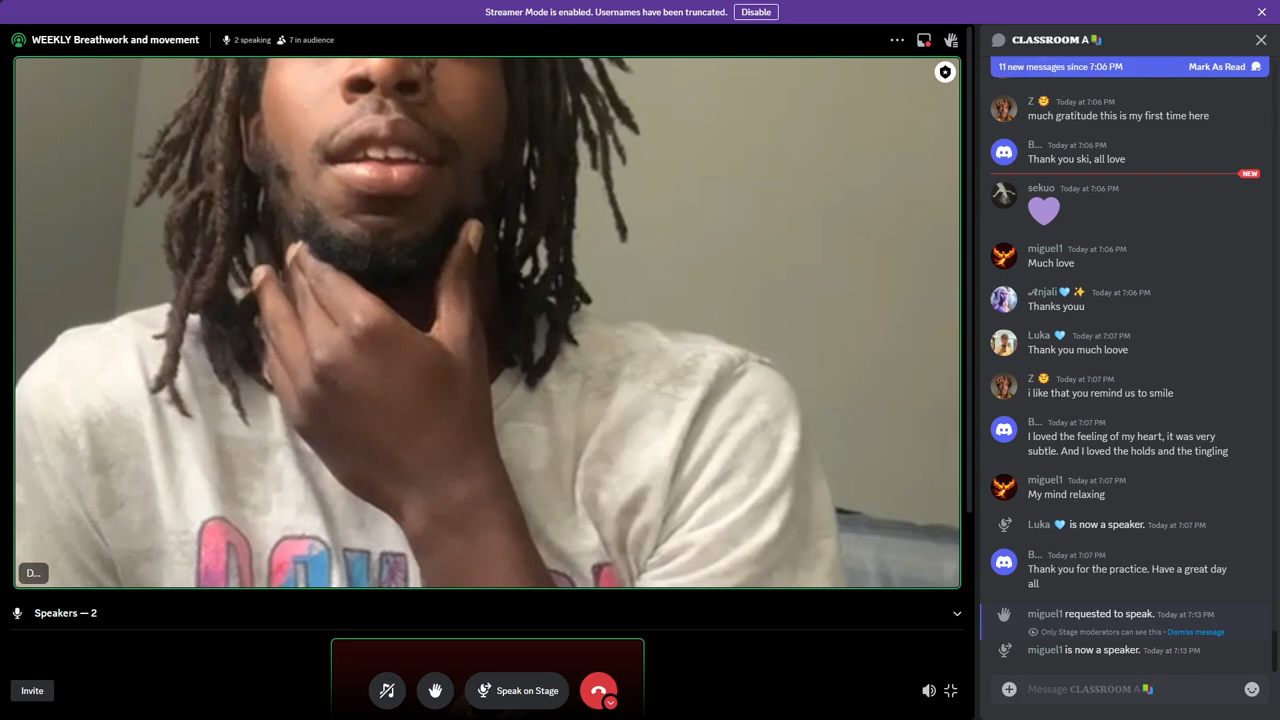 Streamer Mode is enabled. Usernames have been truncated. Disable
WEEKLY Breathwork and movement
2 speaking
7 in audience
D...
Speakers — 2
Invite
Speak on Stage
CLASSROOM A
11 new messages since 7:06 PM Mark As Read
Z Today at 7:06 PM
much gratitude this is my first time here
B... Today at 7:06 PM
Thank you ski, all love
NEW
sekuo Today at 7:06 PM
miguel1 Today at 7:06 PM
Much love
𝒜njali Today at 7:06 PM
Thanks youu
Luka Today at 7:07 PM
Thank you much loove
Z Today at 7:07 PM
i like that you remind us to smile
B... Today at 7:07 PM
I loved the feeling of my heart, it was very
subtle. And I loved the holds and the tingling
miguel1 Today at 7:07 PM
My mind relaxing
Luka is now a speaker. Today at 7:07 PM
B... Today at 7:07 PM
Thank you for the practice. Have a great day
all
miguel1 requested to speak. Today at 7:13 PM
Only Stage moderators can see this • Dismiss message
miguel1 is now a speaker. Today at 7:13 PM
Message CLASSROOM A